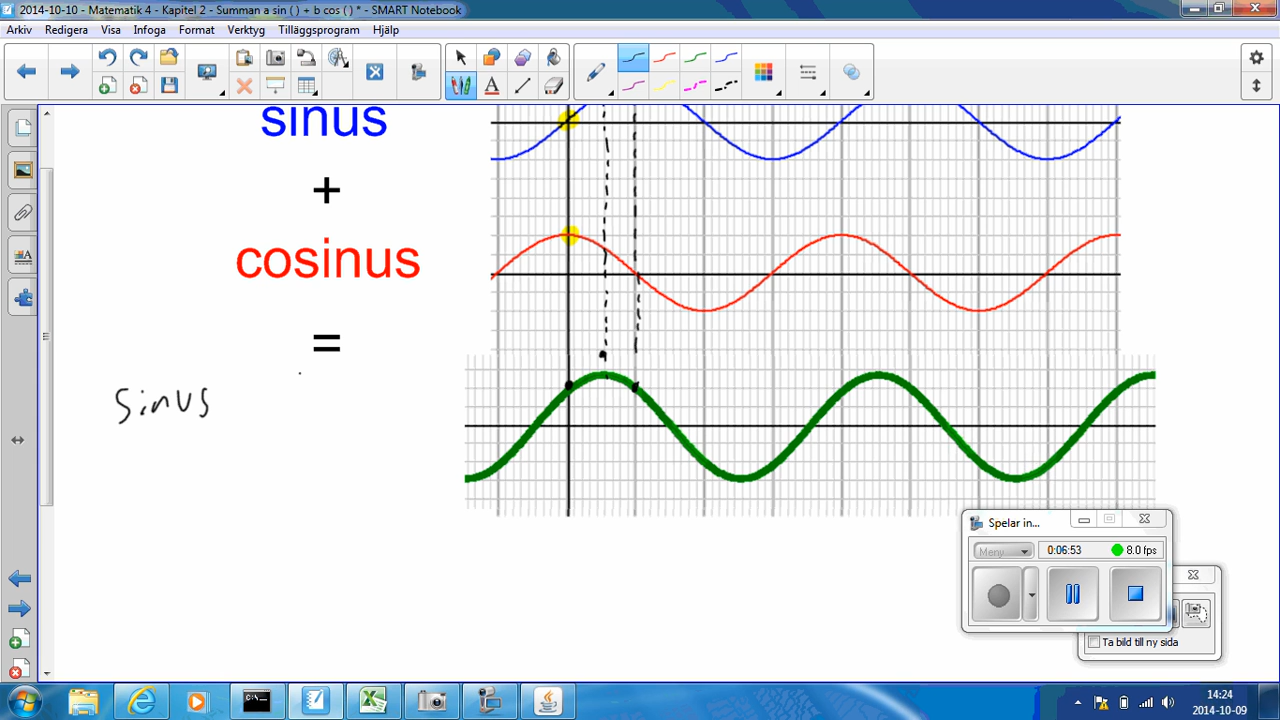 2014-10-10 - Matematik 4 - Kapitel 2 - Summan a sin ( ) + b cos ( ) * - SMART Notebook
Arkiv Redigera Visa Infoga Format Verktyg Tilläggsprogram Hjälp
sinus
+
cosinus
=
sinus
Spelar in...
Meny 0:06:53 8.0 fps
Ta bild till ny sida
14:24
2014-10-09